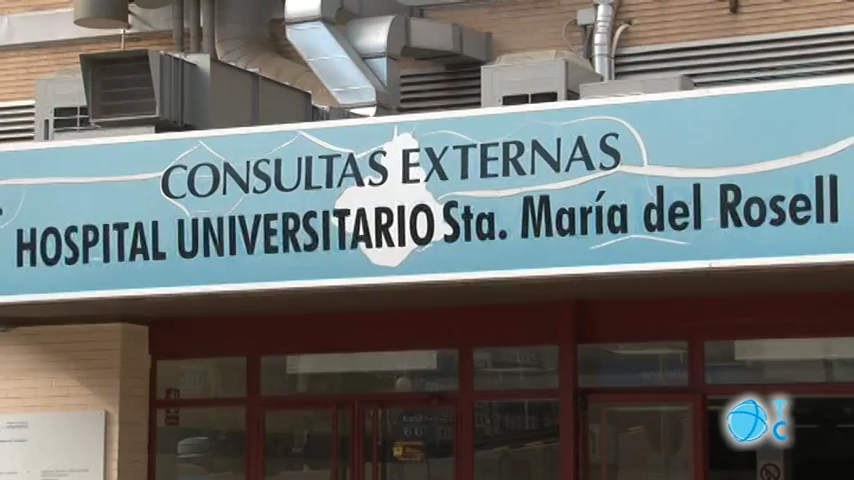 CONSULTAS EXTERNAS
HOSPITAL UNIVERSITARIO Sta. María del Rosell
T
C